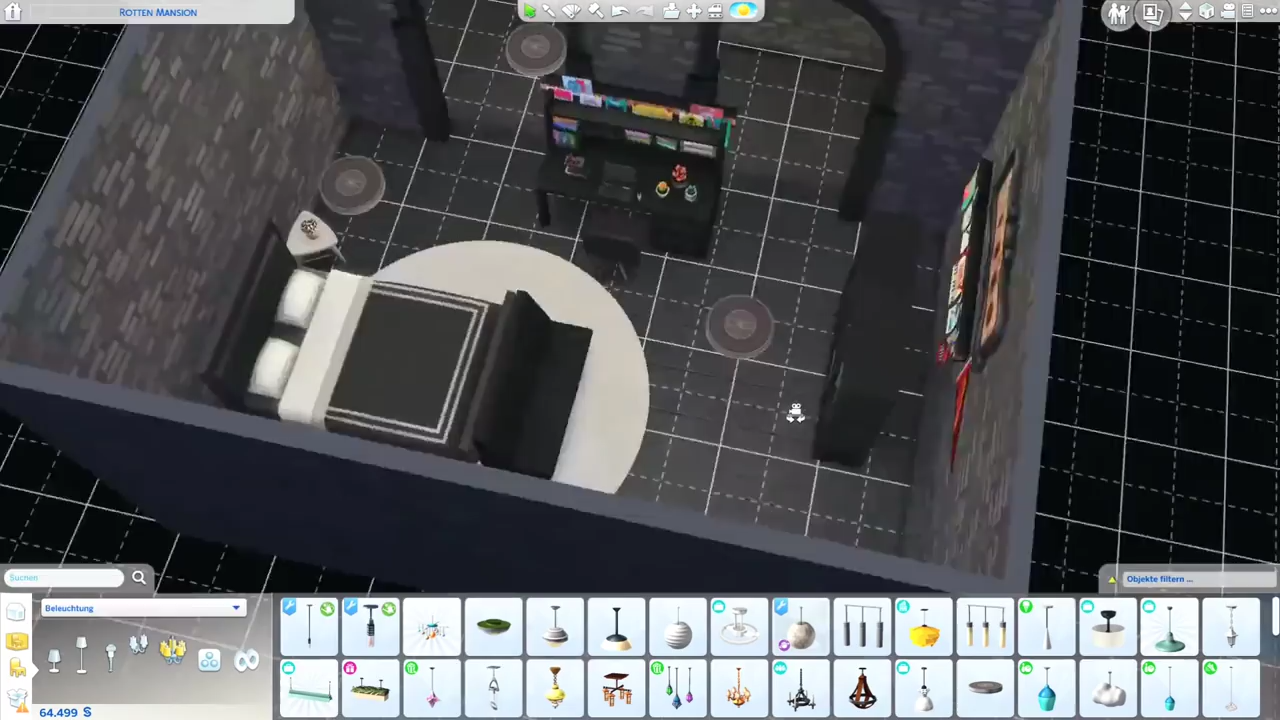 ROTTEN MANSION
Suchen
Objekte filtern ...
Beleuchtung
64.499 $